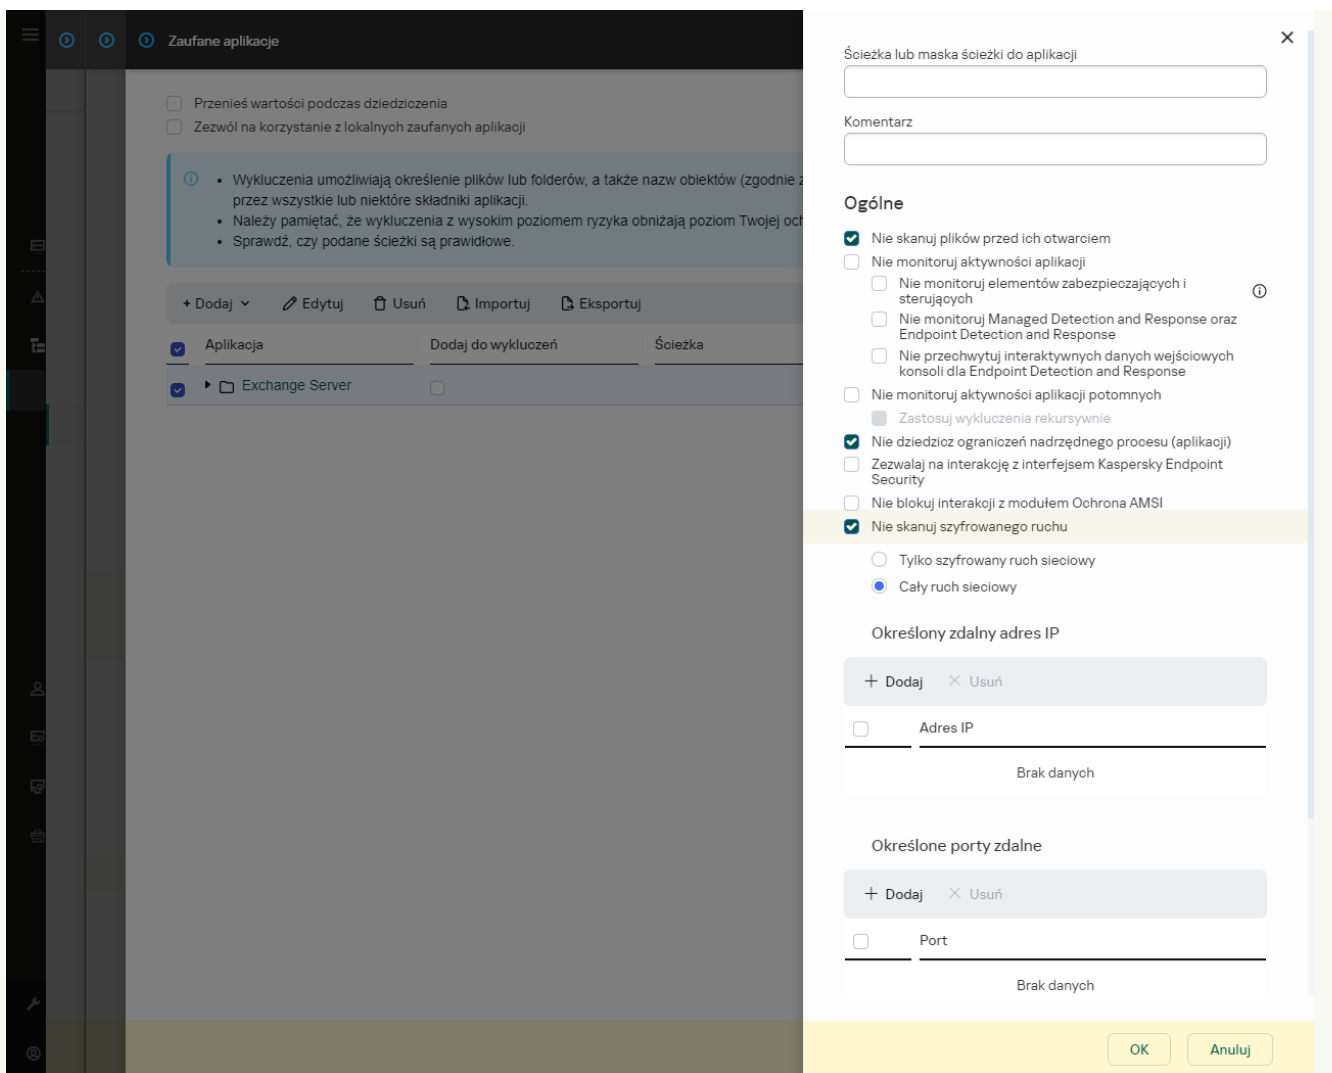 Zaufane aplikacje
Przenieś wartości podczas dziedziczenia
Zezwól na korzystanie z lokalnych zaufanych aplikacji
• Wykluczenia umożliwiają określenie plików lub folderów, a także nazw obiektów (zgodnie z
przez wszystkie lub niektóre składniki aplikacji.
• Należy pamiętać, że wykluczenia z wysokim poziomem ryzyka obniżają poziom Twojej och
• Sprawdź, czy podane ścieżki są prawidłowe.
+ Dodaj Edytuj Usuń Importuj Eksportuj
Aplikacja Dodaj do wykluczeń Ścieżka
Exchange Server
Ścieżka lub maska ścieżki do aplikacji
Komentarz
Ogólne
Nie skanuj plików przed ich otwarciem
Nie monitoruj aktywności aplikacji
Nie monitoruj elementów zabezpieczających i
sterujących
Nie monitoruj Managed Detection and Response oraz
Endpoint Detection and Response
Nie przechwytuj interaktywnych danych wejściowych
konsoli dla Endpoint Detection and Response
Nie monitoruj aktywności aplikacji potomnych
Zastosuj wykluczenia rekursywnie
Nie dziedzicz ograniczeń nadrzędnego procesu (aplikacji)
Zezwalaj na interakcję z interfejsem Kaspersky Endpoint
Security
Nie blokuj interakcji z modułem Ochrona AMSI
Nie skanuj szyfrowanego ruchu
Tylko szyfrowany ruch sieciowy
Cały ruch sieciowy
Określony zdalny adres IP
+ Dodaj × Usuń
Adres IP
Brak danych
Określone porty zdalne
+ Dodaj × Usuń
Port
Brak danych
OK Anuluj